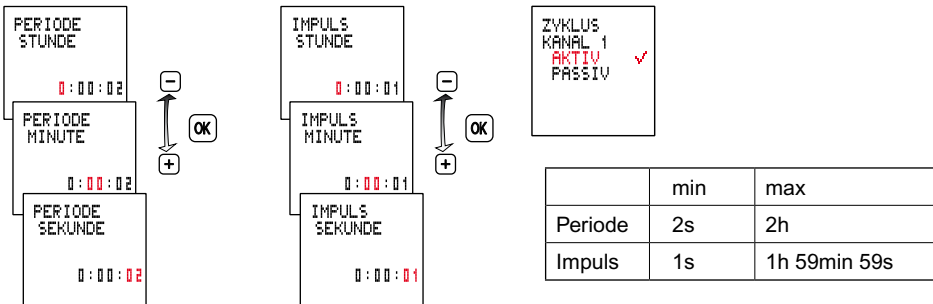 PERIODE
STUNDE
0:00:02
PERIODE
MINUTE
0:00:02
PERIODE
SEKUNDE
0:00:02
−
OK
+
IMPULS
STUNDE
0:00:01
IMPULS
MINUTE
0:00:01
IMPULS
SEKUNDE
0:00:01
−
OK
+
ZYKLUS
KANAL 1
AKTIV ✓
PASSIV
min max
Periode 2s 2h
Impuls 1s 1h 59min 59s